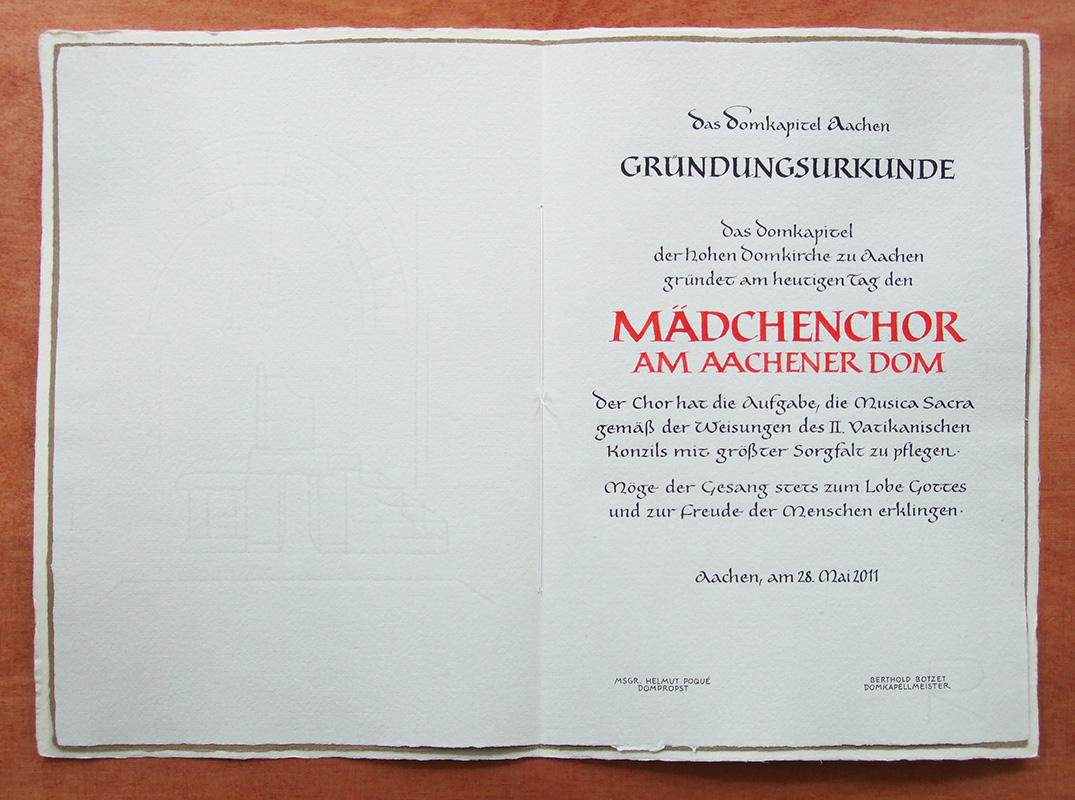 Das Domkapitel Aachen
GRÜNDUNGSURKUNDE
Das Domkapitel
der Hohen Domkirche zu Aachen
gründet am heutigen Tag den
MÄDCHENCHOR
AM AACHENER DOM
Der Chor hat die Aufgabe, die Musica Sacra
gemäß der Weisungen des II. Vatikanischen
Konzils mit größter Sorgfalt zu pflegen.
Möge der Gesang stets zum Lobe Gottes
und zur Freude der Menschen erklingen.
Aachen, am 28. Mai 2011
MSGR. HELMUT POQUÉ
DOMPROPST
BERTHOLD BOTZET
DOMKAPELLMEISTER